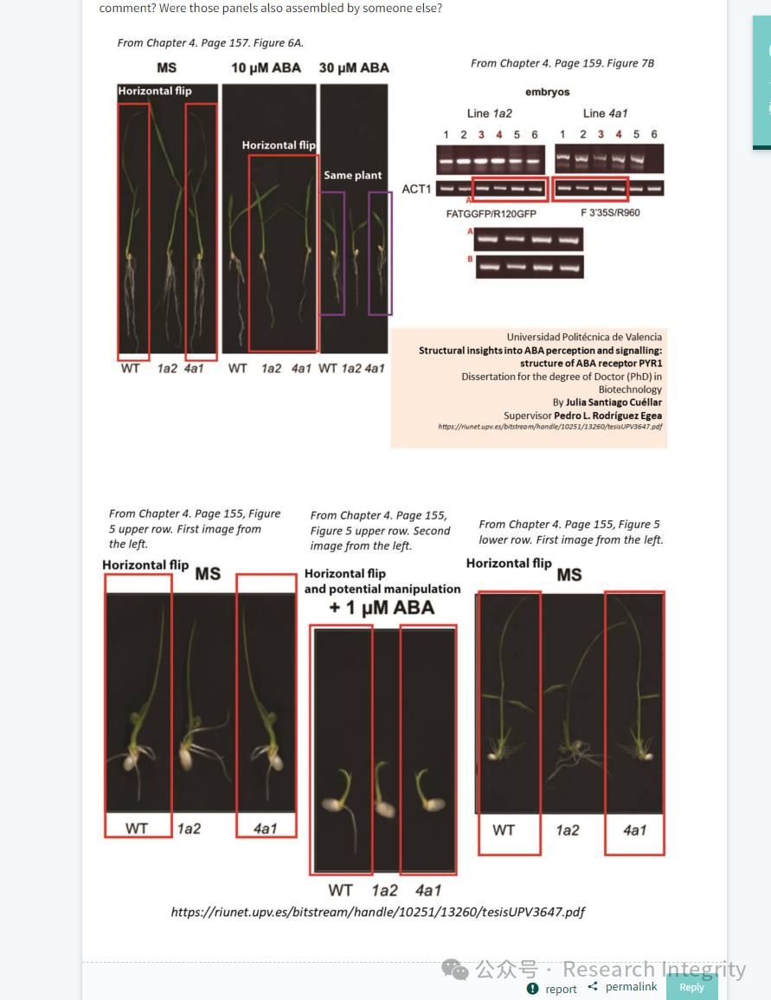 comment? Were those panels also assembled by someone else?
From Chapter 4. Page 157. Figure 6A.
MS 10 µM ABA 30 µM ABA
Horizontal flip
Horizontal flip
Same plant
WT 1a2 4a1 WT 1a2 4a1 WT 1a2 4a1
From Chapter 4. Page 159. Figure 7B
embryos
Line 1a2 Line 4a1
1 2 3 4 5 6 1 2 3 4 5 6
ACT1
A
FATGGFP/R120GFP F 3'35S/R960
A
B
Universidad Politécnica de Valencia
Structural insights into ABA perception and signalling:
structure of ABA receptor PYR1
Dissertation for the degree of Doctor (PhD) in
Biotechnology
By Julia Santiago Cuéllar
Supervisor Pedro L. Rodríguez Egea
https://riunet.upv.es/bitstream/handle/10251/13260/tesisUPV3647.pdf
From Chapter 4. Page 155, Figure
5 upper row. First image from
the left.
Horizontal flip
MS
WT 1a2 4a1
From Chapter 4. Page 155,
Figure 5 upper row. Second
image from the left.
Horizontal flip
and potential manipulation
+ 1 µM ABA
WT 1a2 4a1
From Chapter 4. Page 155, Figure 5
lower row. First image from the left.
Horizontal flip
MS
WT 1a2 4a1
https://riunet.upv.es/bitstream/handle/10251/13260/tesisUPV3647.pdf
公众号 · Research Integrity
report permalink Reply